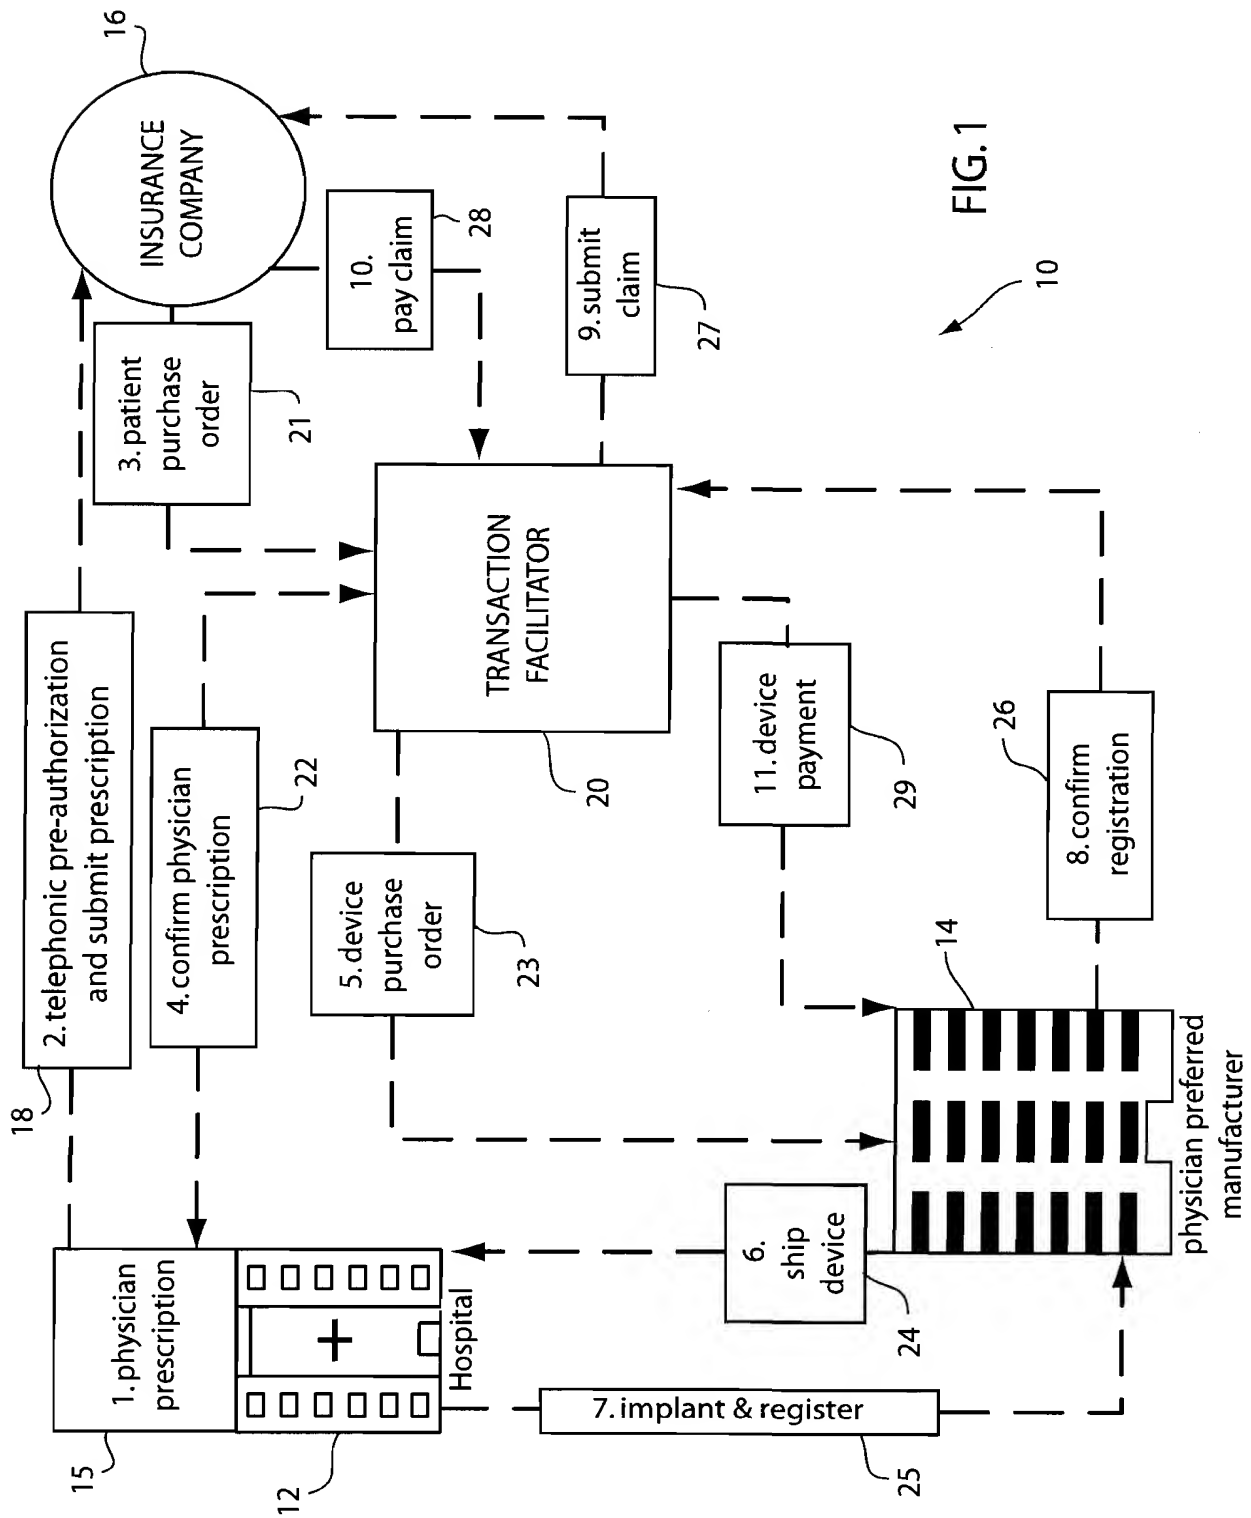 15
1. physician
prescription
12
Hospital
18
2. telephonic pre-authorization
and submit prescription
16
INSURANCE
COMPANY
3. patient
purchase
order
21
4. confirm physician
prescription
22
10.
pay claim
28
5. device
purchase
order
23
TRANSACTION
FACILITATOR
20
9. submit
claim
27
6.
ship
device
24
11. device
payment
29
7. implant & register
25
14
physician preferred
manufacturer
8. confirm
registration
26
10
FIG. 1